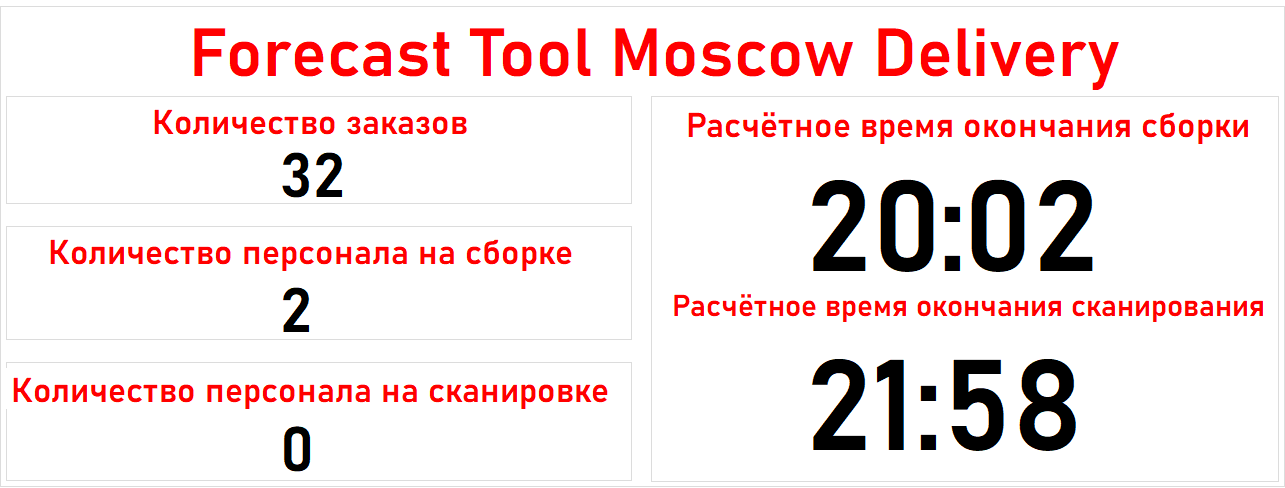 Forecast Tool Moscow Delivery
Количество заказов
32
Количество персонала на сборке
2
Количество персонала на сканировке
0
Расчётное время окончания сборки
20:02
Расчётное время окончания сканирования
21:58